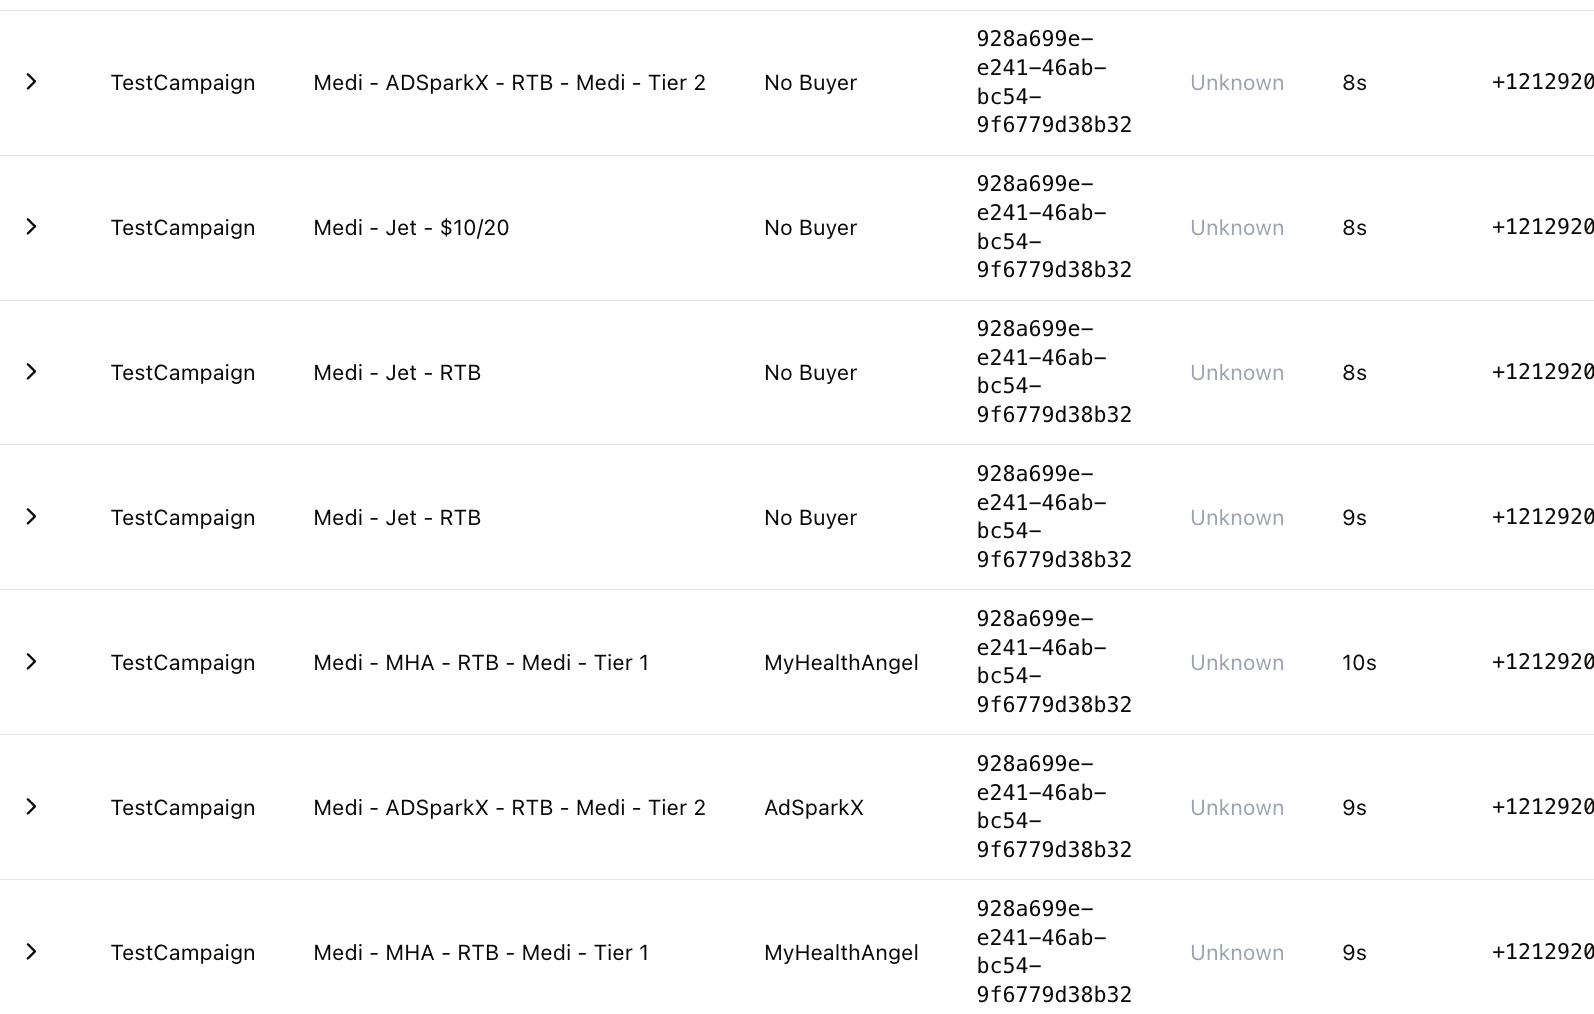 928a699e-
e241-46ab-
TestCampaign Medi - ADSparkX - RTB - Medi - Tier 2 No Buyer Unknown 8s +1212920
bc54-
9f6779d38b32
928a699e-
e241-46ab-
TestCampaign Medi - Jet - $10/20 No Buyer Unknown 8s +1212920
bc54-
9f6779d38b32
928a699e-
e241-46ab-
TestCampaign Medi - Jet - RTB No Buyer Unknown 8s +1212920
bc54-
9f6779d38b32
928a699e-
e241-46ab-
TestCampaign Medi - Jet - RTB No Buyer Unknown 9s +1212920
bc54-
9f6779d38b32
928a699e-
e241-46ab-
TestCampaign Medi - MHA - RTB - Medi - Tier 1 MyHealthAngel Unknown 10s +1212920
bc54-
9f6779d38b32
928a699e-
e241-46ab-
TestCampaign Medi - ADSparkX - RTB - Medi - Tier 2 AdSparkX Unknown 9s +1212920
bc54-
9f6779d38b32
928a699e-
e241-46ab-
TestCampaign Medi - MHA - RTB - Medi - Tier 1 MyHealthAngel Unknown 9s +1212920
bc54-
9f6779d38b32